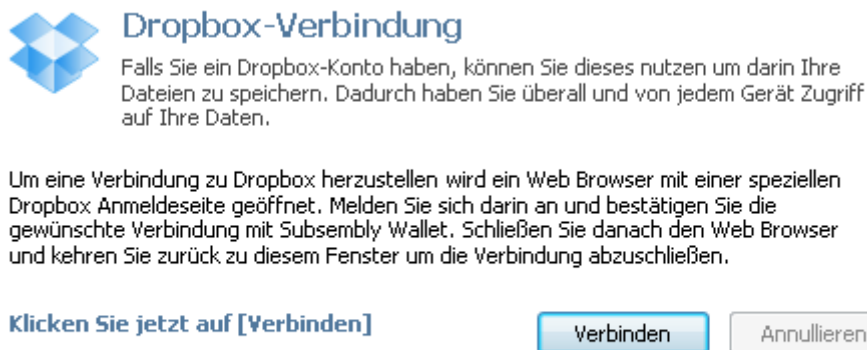 Dropbox-Verbindung
Falls Sie ein Dropbox-Konto haben, können Sie dieses nutzen um darin Ihre
Dateien zu speichern. Dadurch haben Sie überall und von jedem Gerät Zugriff
auf Ihre Daten.
Um eine Verbindung zu Dropbox herzustellen wird ein Web Browser mit einer speziellen
Dropbox Anmeldeseite geöffnet. Melden Sie sich darin an und bestätigen Sie die
gewünschte Verbindung mit Subsembly Wallet. Schließen Sie danach den Web Browser
und kehren Sie zurück zu diesem Fenster um die Verbindung abzuschließen.
Klicken Sie jetzt auf [Verbinden] Verbinden Annullieren